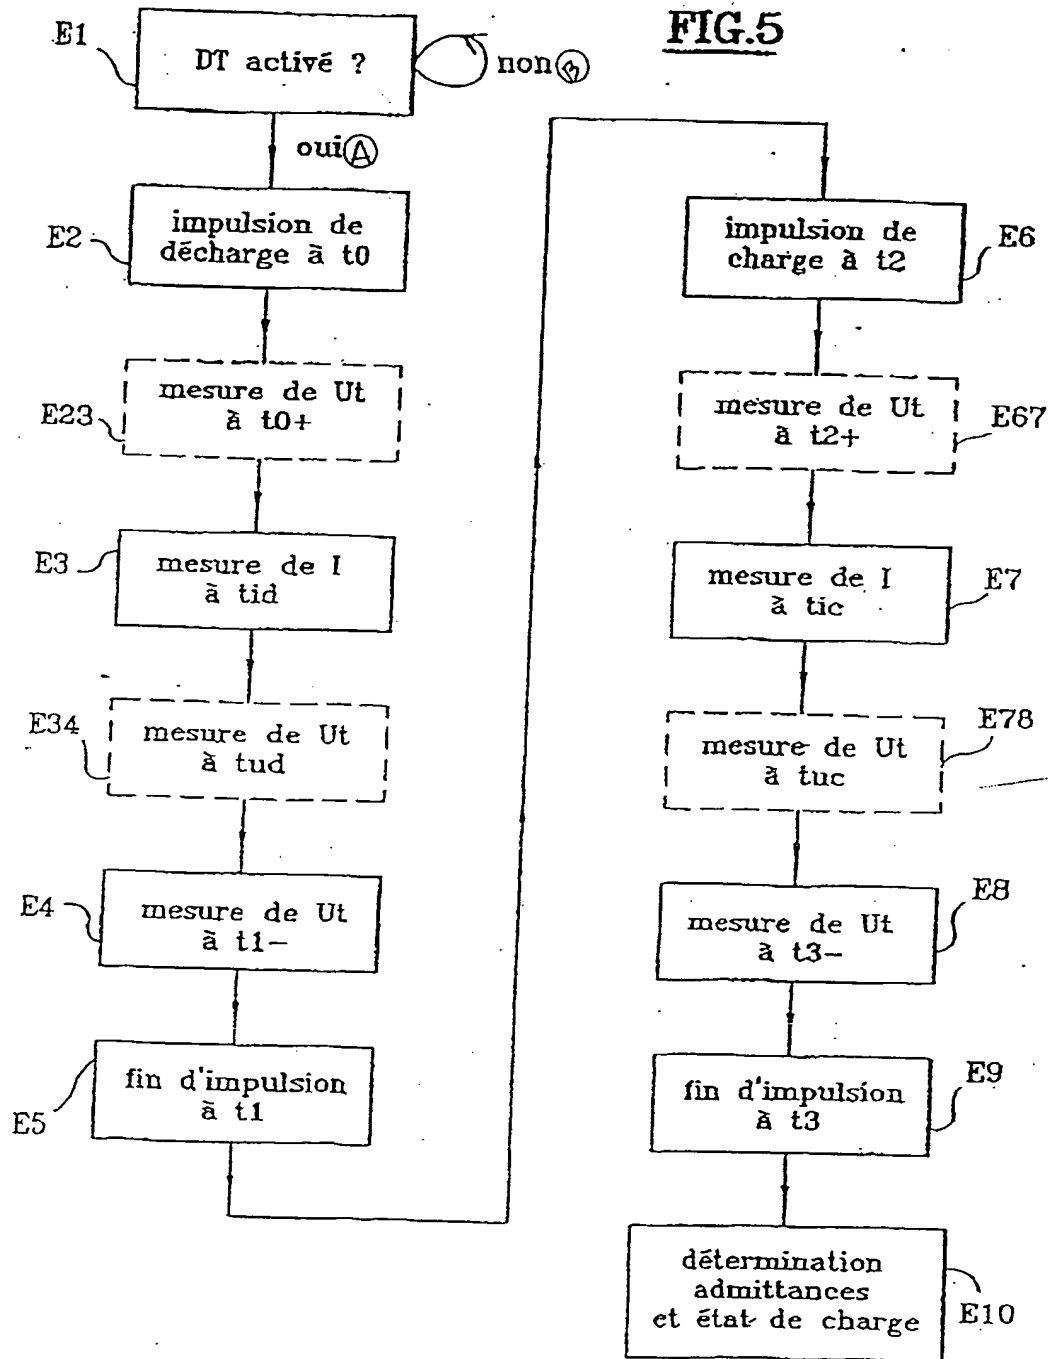 FIG.5
E1
DT activé ?
non Ⓑ
oui Ⓐ
E2
impulsion de
décharge à t0
E23
mesure de Ut
à t0+
E3
mesure de I
à tid
E34
mesure de Ut
à tud
E4
mesure de Ut
à t1-
E5
fin d'impulsion
à t1
E6
impulsion de
charge à t2
E67
mesure de Ut
à t2+
E7
mesure de I
à tic
E78
mesure de Ut
à tuc
E8
mesure de Ut
à t3-
E9
fin d'impulsion
à t3
E10
détermination
admittances
et état de charge